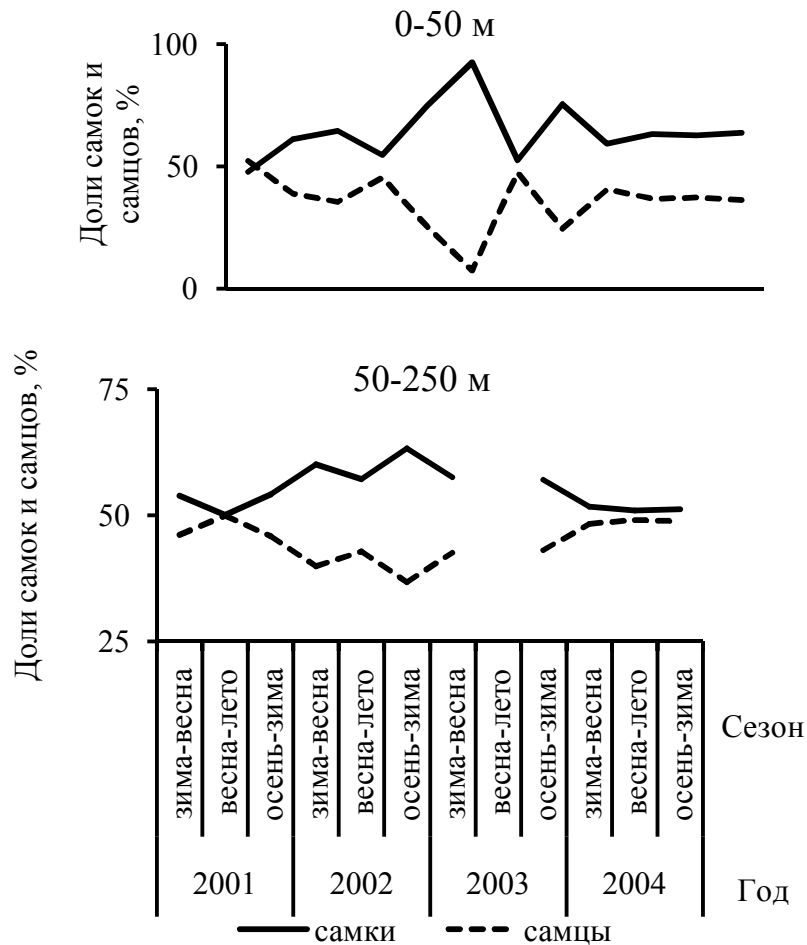 0-50 м
Доли самок и
самцов, %
100
50
0
50-250 м
Доли самок и самцов, %
75
50
25
зима-весна
весна-лето
осень-зима
зима-весна
весна-лето
осень-зима
зима-весна
весна-лето
осень-зима
зима-весна
весна-лето
осень-зима
Сезон
2001 2002 2003 2004 Год
самки самцы